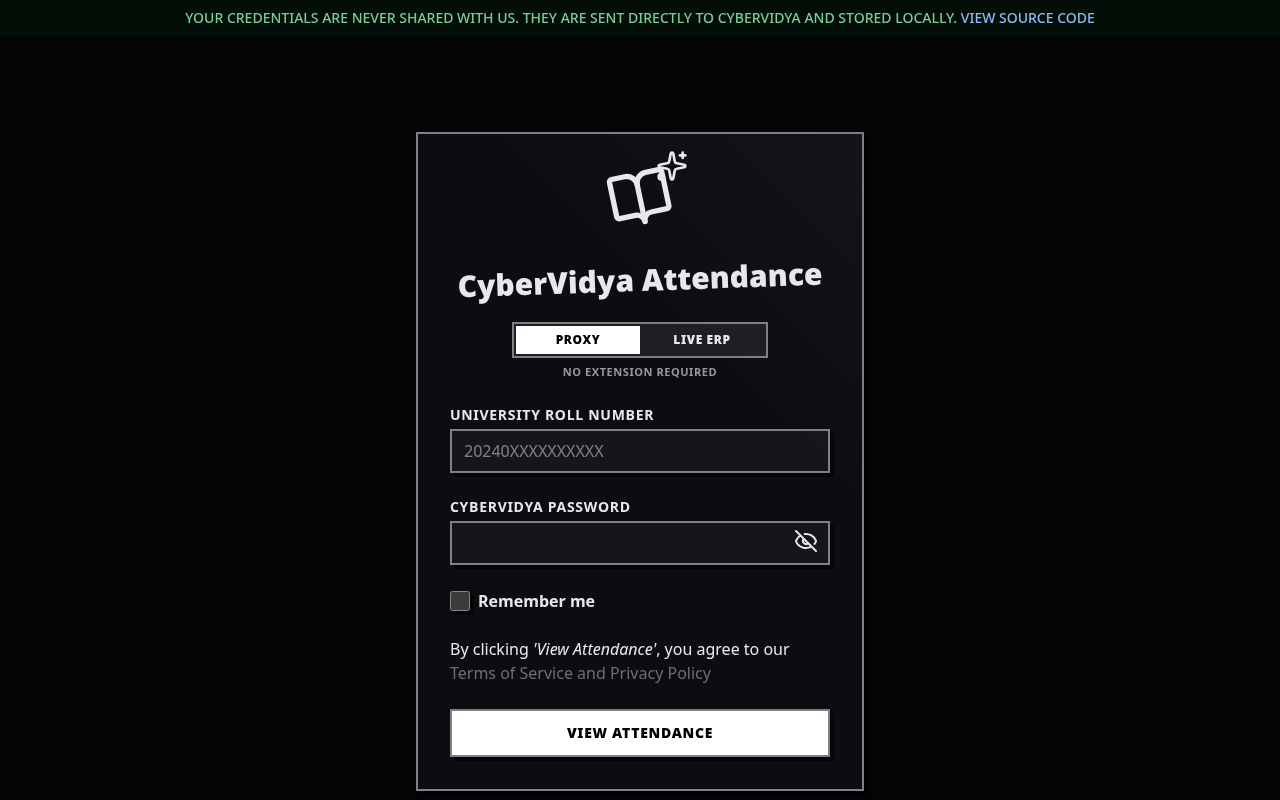 YOUR CREDENTIALS ARE NEVER SHARED WITH US. THEY ARE SENT DIRECTLY TO CYBERVIDYA AND STORED LOCALLY. VIEW SOURCE CODE
CyberVidya Attendance
PROXY LIVE ERP
NO EXTENSION REQUIRED
UNIVERSITY ROLL NUMBER
20240XXXXXXXXXX
CYBERVIDYA PASSWORD
Remember me
By clicking 'View Attendance', you agree to our
Terms of Service and Privacy Policy
VIEW ATTENDANCE